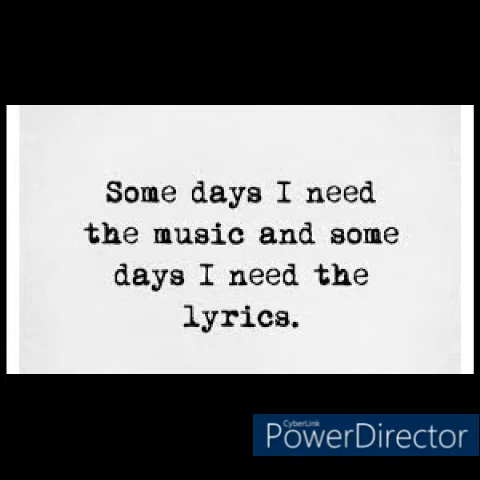 Some days I need
the music and some
days I need the
lyrics.
CyberLink
PowerDirector